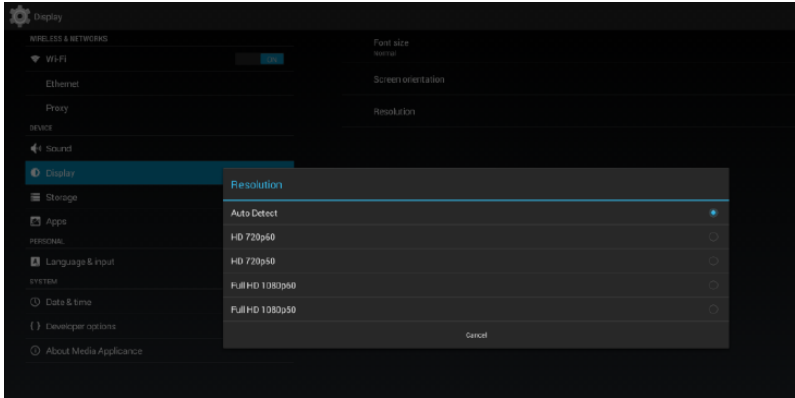 Display
WIRELESS & NETWORKS
Wi-Fi
ON
Ethernet
Proxy
DEVICE
Sound
Display
Storage
Apps
PERSONAL
Language & input
SYSTEM
Date & time
{ } Developer options
About Media Applicance
Font size
Normal
Screen orientation
Resolution
Resolution
Auto Detect
HD 720p60
HD 720p50
Full HD 1080p60
Full HD 1080p50
Cancel